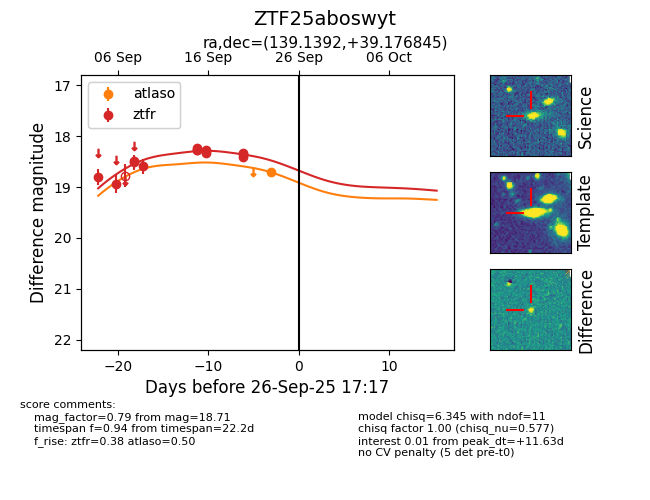 ZTF25aboswyt
ra,dec=(139.1392,+39.176845)
06 Sep 16 Sep 26 Sep 06 Oct
17
18
19
20
21
22
Difference magnitude
atlaso
ztfr
−20 −10 0 10
Days before 26-Sep-25 17:17
Science
Template
Difference
score comments:
mag_factor=0.79 from mag=18.71
timespan f=0.94 from timespan=22.2d
f_rise: ztfr=0.38 atlaso=0.50
model chisq=6.345 with ndof=11
chisq factor 1.00 (chisq_nu=0.577)
interest 0.01 from peak_dt=+11.63d
no CV penalty (5 det pre-t0)